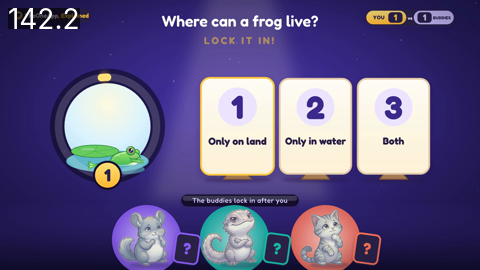 142.2
Explained
Where can a frog live?
YOU 1 vs 1 BUDDIES
LOCK IT IN!
1
Only on land
2
Only in water
3
Both
1
The buddies lock in after you
?
?
?